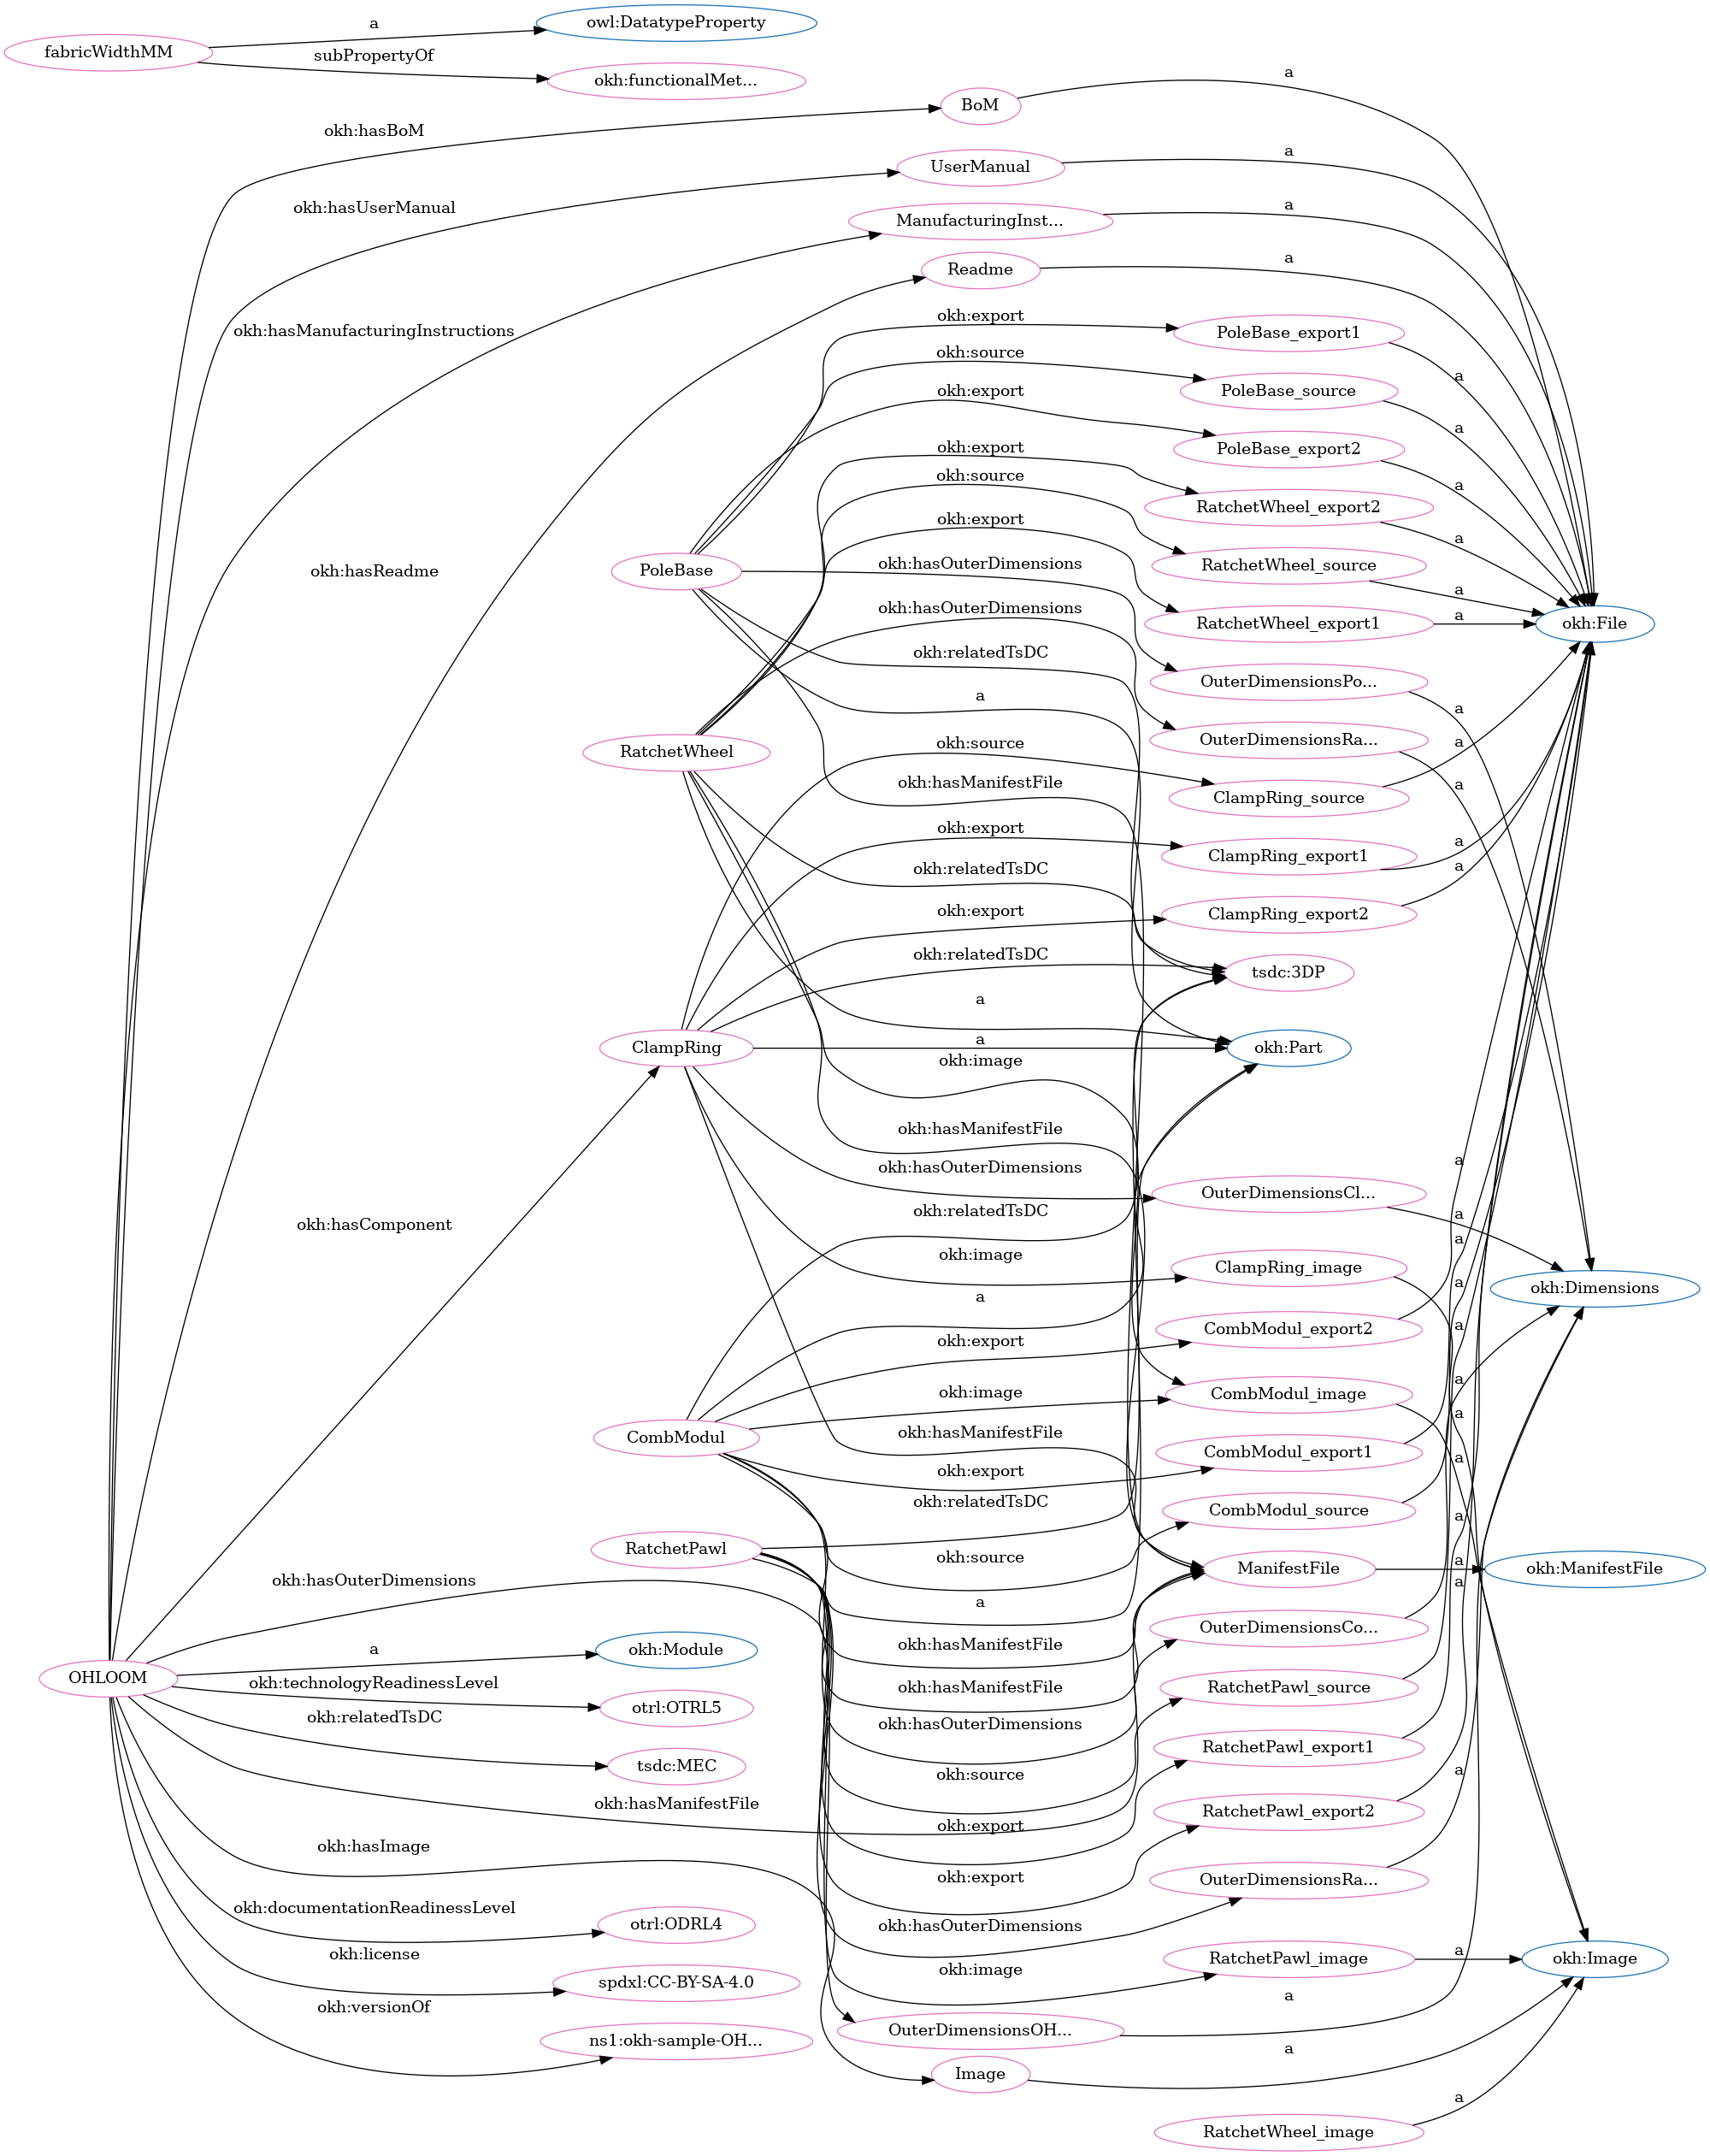 a
owl:DatatypeProperty
fabricWidthMM
subPropertyOf
okh:functionalMet...
a
okh:hasBoM
BoM
a
okh:hasUserManual
UserManual
a
okh:hasManufacturingInstructions
ManufacturingInst...
a
okh:hasReadme
Readme
okh:export
PoleBase_export1
a
okh:source
PoleBase_source
a
okh:export
PoleBase_export2
a
okh:export
RatchetWheel_export2
a
okh:source
RatchetWheel_source
a
okh:export
RatchetWheel_export1
a
okh:File
PoleBase
okh:hasOuterDimensions
OuterDimensionsPo...
a
okh:hasOuterDimensions
OuterDimensionsRa...
a
okh:relatedTsDC
a
RatchetWheel
okh:source
ClampRing_source
a
okh:hasManifestFile
okh:export
ClampRing_export1
a
okh:relatedTsDC
okh:export
ClampRing_export2
a
okh:relatedTsDC
tsdc:3DP
a
ClampRing
a
okh:Part
okh:image
okh:hasManifestFile
okh:hasOuterDimensions
OuterDimensionsCl...
a
okh:hasComponent
okh:relatedTsDC
okh:image
ClampRing_image
a
okh:Dimensions
a
okh:export
CombModul_export2
a
okh:image
CombModul_image
a
CombModul
okh:hasManifestFile
okh:export
CombModul_export1
a
okh:relatedTsDC
CombModul_source
a
RatchetPawl
okh:source
ManifestFile
a
okh:ManifestFile
okh:hasOuterDimensions
a
okh:hasManifestFile
OuterDimensionsCo...
a
OHLOOM
a
okh:Module
okh:technologyReadinessLevel
otrl:OTRL5
okh:hasManifestFile
RatchetPawl_source
a
okh:relatedTsDC
tsdc:MEC
okh:hasOuterDimensions
RatchetPawl_export1
okh:source
okh:hasManifestFile
okh:export
RatchetPawl_export2
a
okh:hasImage
okh:export
OuterDimensionsRa...
okh:documentationReadinessLevel
otrl:ODRL4
okh:hasOuterDimensions
okh:license
spdxl:CC-BY-SA-4.0
okh:image
RatchetPawl_image
a
okh:Image
okh:versionOf
ns1:okh-sample-OH...
OuterDimensionsOH...
a
Image
a
RatchetWheel_image
a